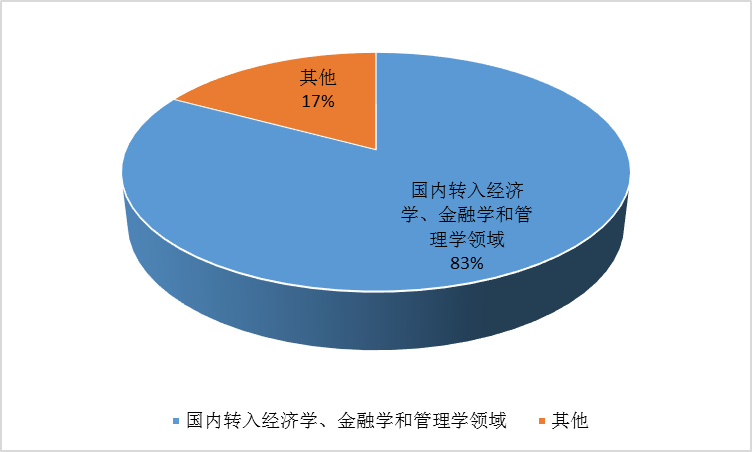 其他
17%
国内转入经济
学、金融学和管
理学领域
83%
国内转入经济学、金融学和管理学领域
其他